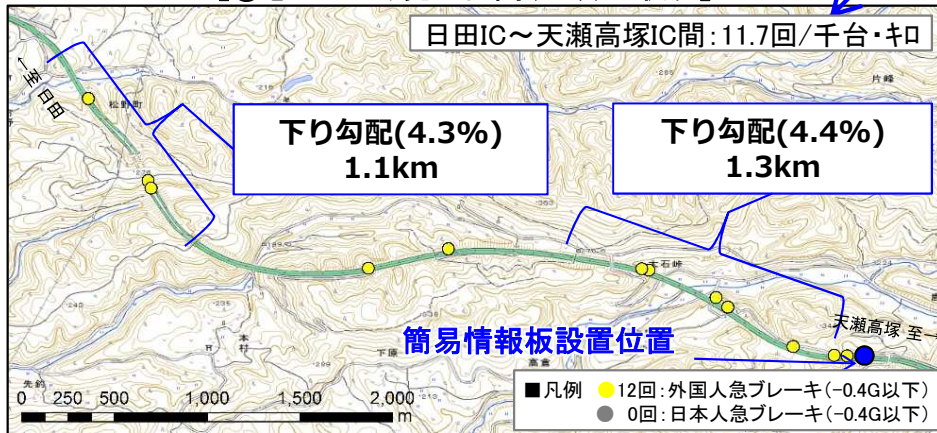 日田IC～天瀬高塚IC間:11.7回/千台・キロ
←至 日田
松野町
片峰
下り勾配(4.3%)
1.1km
下り勾配(4.4%)
1.3km
大石峠
天瀬高塚 至→
簡易情報板設置位置
本村
下原
高倉
先釣
■凡例 12回:外国人急ブレーキ(-0.4G以下)
0回:日本人急ブレーキ(-0.4G以下)
0 250 500 1,000 1,500 2,000
m